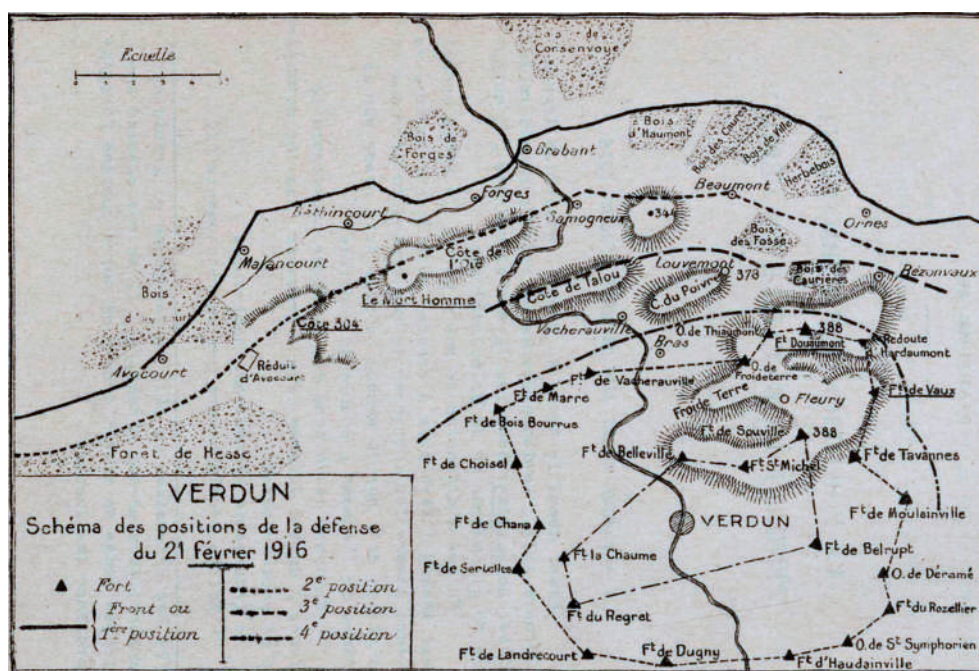 Echelle
de
Consenvoye
Bois de
Forges
Brabant
Bois
d'Haumont
Bois des Caures
Bois de Ville
Herbebois
Forges
Béthincourt
Samogneux
344
Beaumont
Ornes
Malancourt
Côte de
l'Oie
Bois
des Fosses
Louvemont
378
Bezonvaux
Le Mort Homme
Côte de Talou
C. du Poivre
Bois des
Caurières
Bois
Côte 304
Vacherauville
O. de Thiaumont
388
Ft Douaumont
Redoute
d'Hardaumont
Bras
Avocourt
Réduit
d'Avocourt
Ft de Vacherauville
O. de
Froideterre
Ft de Vaux
Ft de Marre
Froide Terre
Fleury
Ft de Bois Bourrus
Ft de Souville
388
Forêt de Hesse
Ft de Choisel
Ft de Belleville
Ft St Michel
Ft de Tavannes
VERDUN
Schéma des positions de la défense
du 21 Février 1916
Fort
Front ou
1ère position
2e position
3e position
4e position
Ft de Chana
VERDUN
Ft de Moulainville
Ft la Chaume
Ft de Belrupt
Ft de Sartelles
O. de Déramé
Ft du Regret
Ft du Rozellier
O. de St Symphorien
Ft de Landrecourt
Ft de Dugny
Ft d'Haudainville